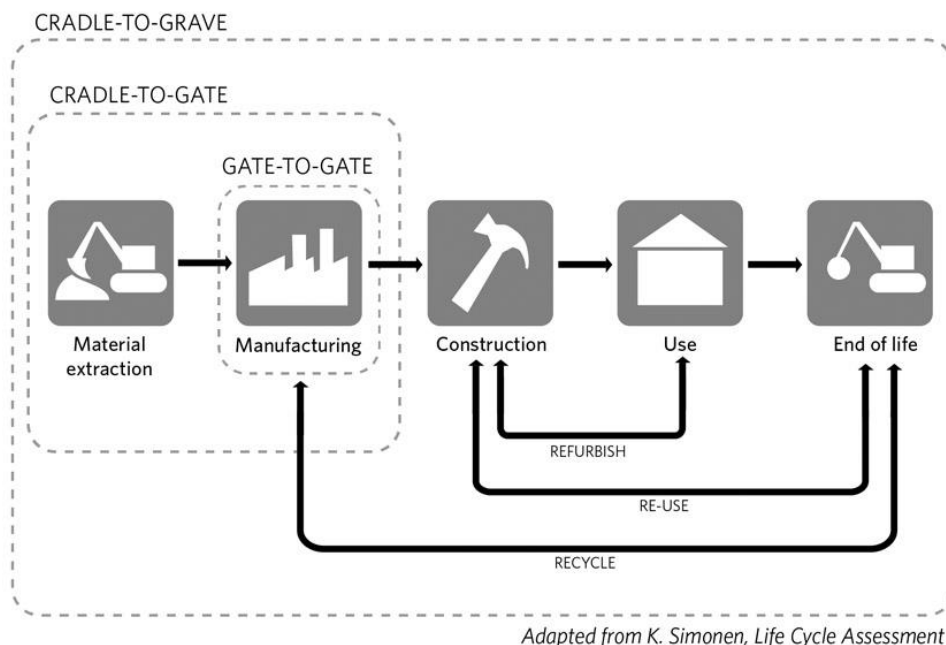 CRADLE-TO-GRAVE
CRADLE-TO-GATE
GATE-TO-GATE
Material
extraction
Manufacturing
Construction
Use
End of life
REFURBISH
RE-USE
RECYCLE
Adapted from K. Simonen, Life Cycle Assessment